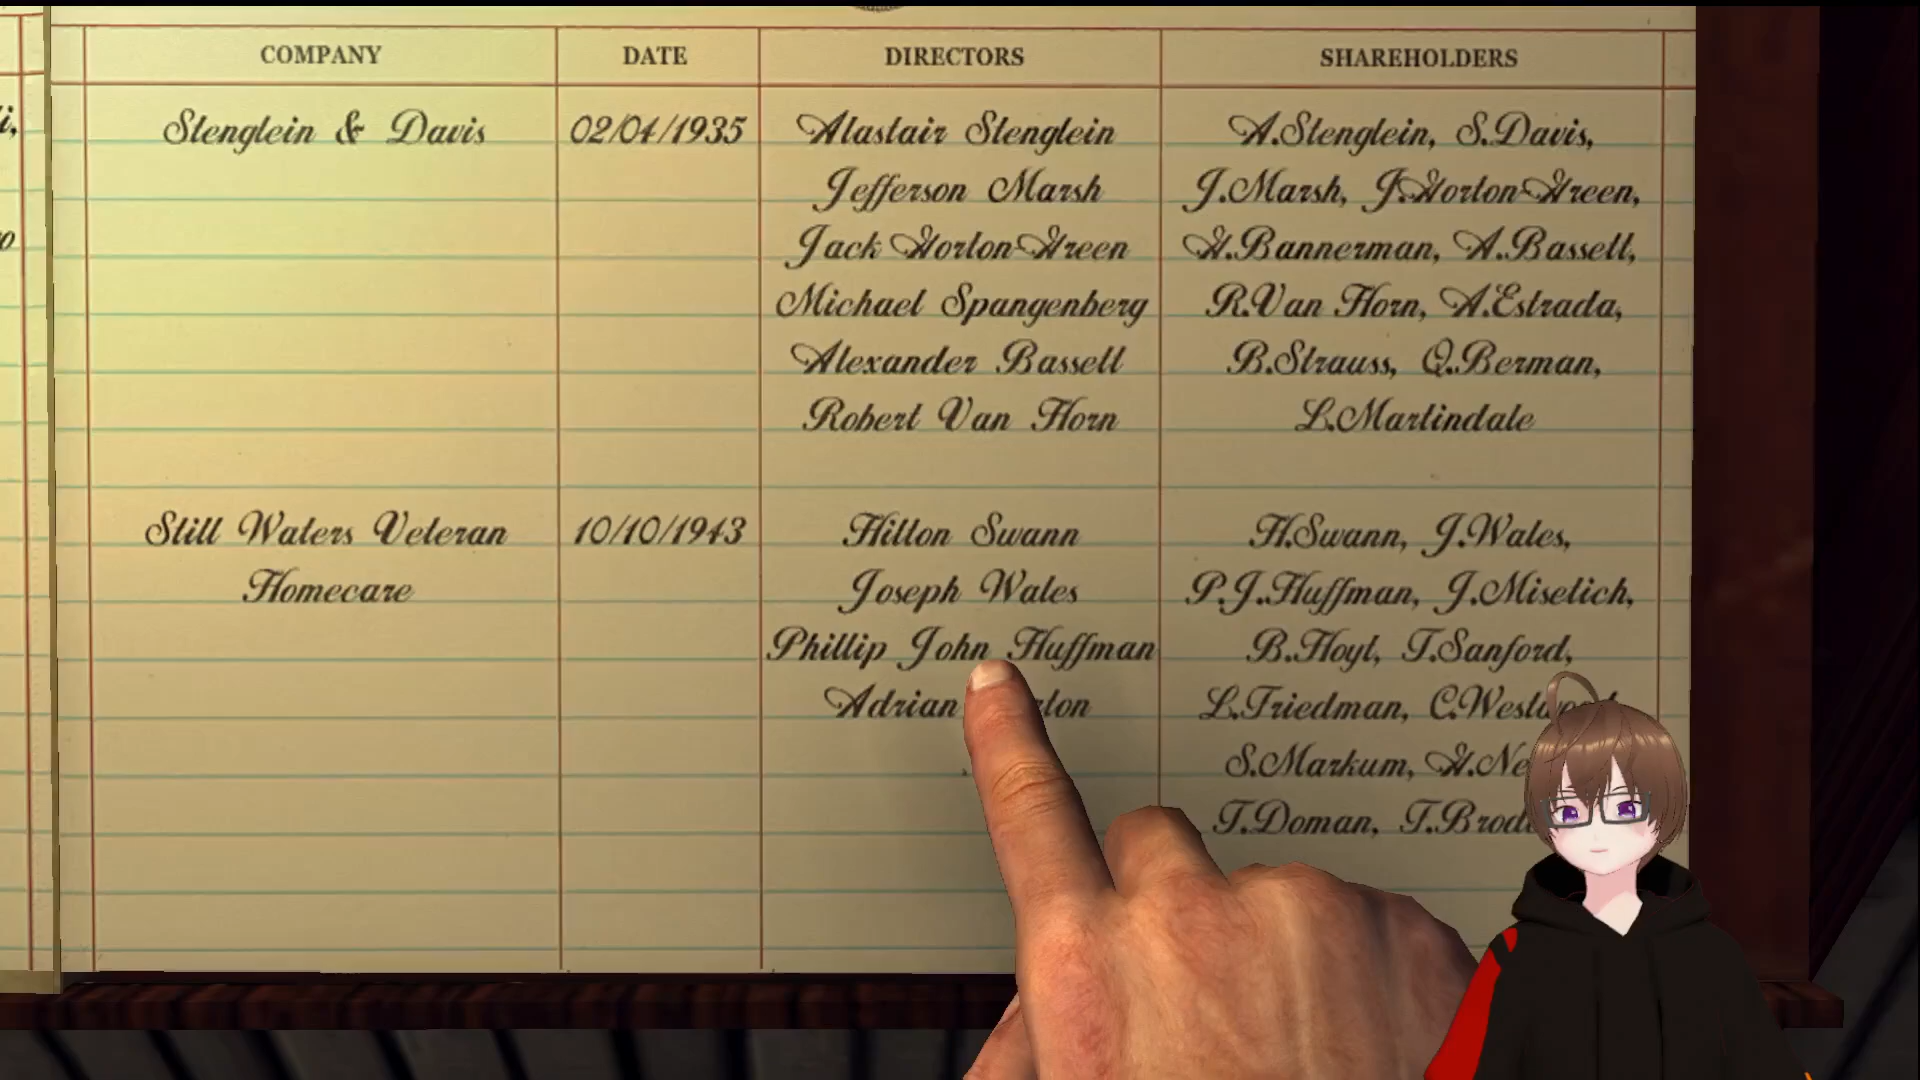 COMPANY DATE DIRECTORS SHAREHOLDERS
Stenglein & Davis 02/04/1935 Alastair Stenglein A.Stenglein, S.Davis,
Jefferson Marsh J.Marsh, J.Horton-Green,
Jack Horton-Green
G.Bannerman, A.Bassett,
Michael Spangenberg R.Van Horn, A.Estrada,
Alexander Bassett B.Strauss, Q.Berman,
Robert Van Horn L.Martindale
Still Waters Veteran 10/10/1943 Hilton Swann H.Swann, J.Wales,
Homecare Joseph Wales P.J.Huffman, J.Misetich,
Phillip John Huffman B.Hoyt, T.Sanford,
Adrian L.Friedman,
S.Markum,
T.Doman,